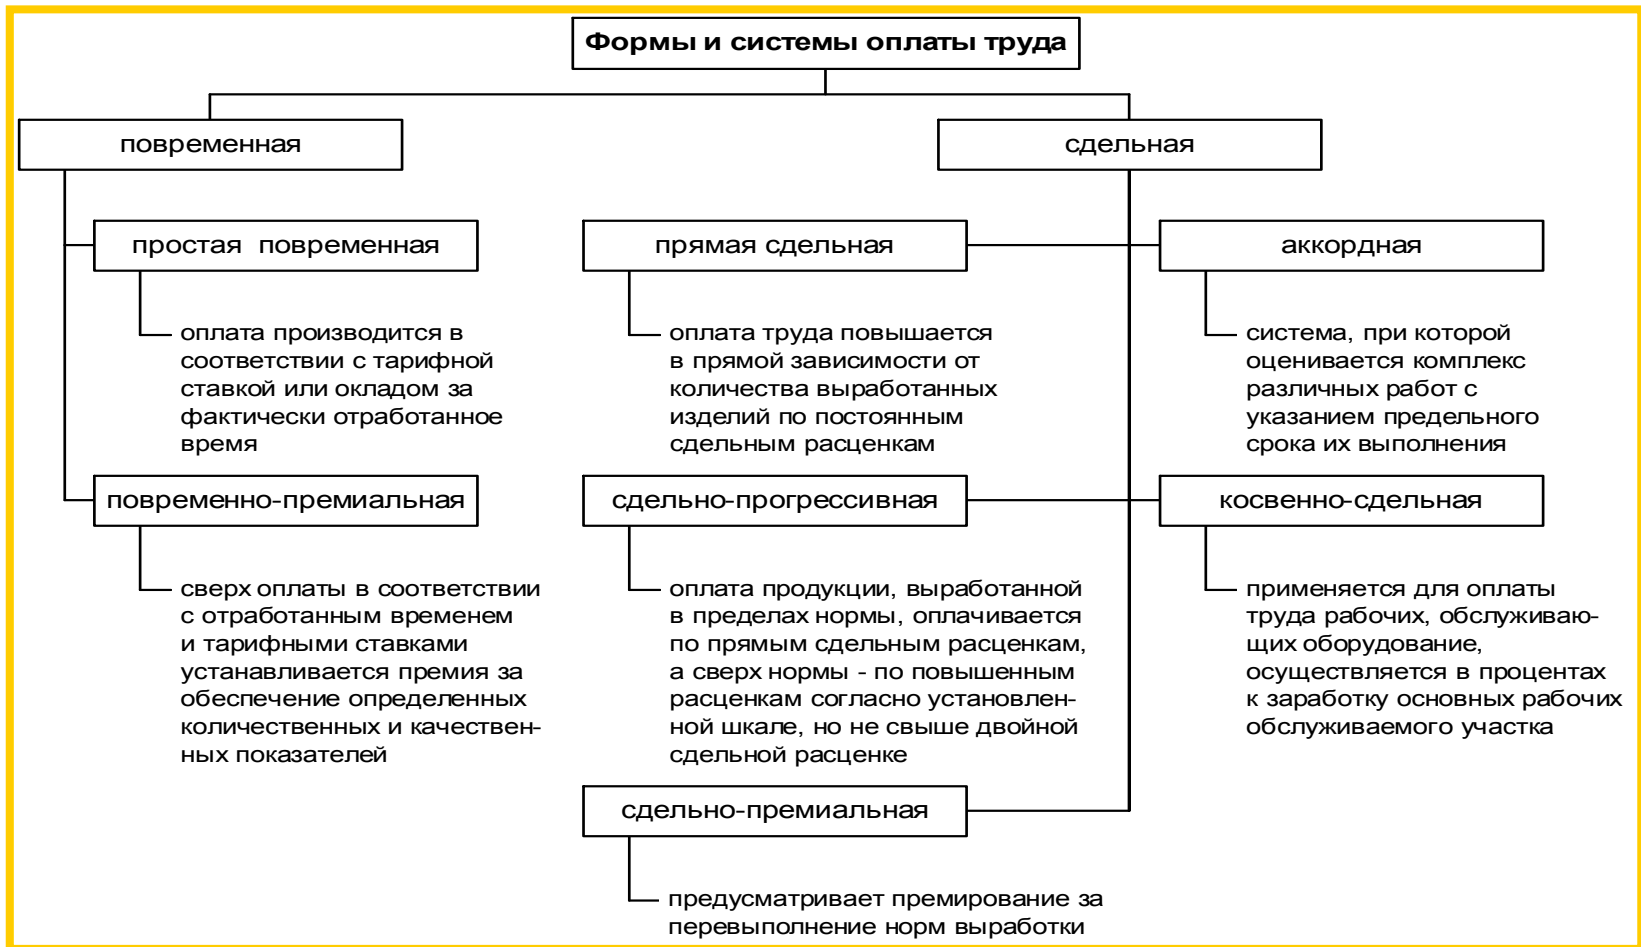 Формы и системы оплаты труда
повременная
сдельная
простая повременная
оплата производится в
соответствии с тарифной
ставкой или окладом за
фактически отработанное
время
повременно-премиальная
сверх оплаты в соответствии
с отработанным временем
и тарифными ставками
устанавливается премия за
обеспечение определенных
количественных и качествен-
ных показателей
прямая сдельная
оплата труда повышается
в прямой зависимости от
количества выработанных
изделий по постоянным
сдельным расценкам
аккордная
система, при которой
оценивается комплекс
различных работ с
указанием предельного
срока их выполнения
сдельно-прогрессивная
оплата продукции, выработанной
в пределах нормы, оплачивается
по прямым сдельным расценкам,
а сверх нормы - по повышенным
расценкам согласно установлен-
ной шкале, но не свыше двойной
сдельной расценке
косвенно-сдельная
применяется для оплаты
труда рабочих, обслуживаю-
щих оборудование,
осуществляется в процентах
к заработку основных рабочих
обслуживаемого участка
сдельно-премиальная
предусматривает премирование за
перевыполнение норм выработки